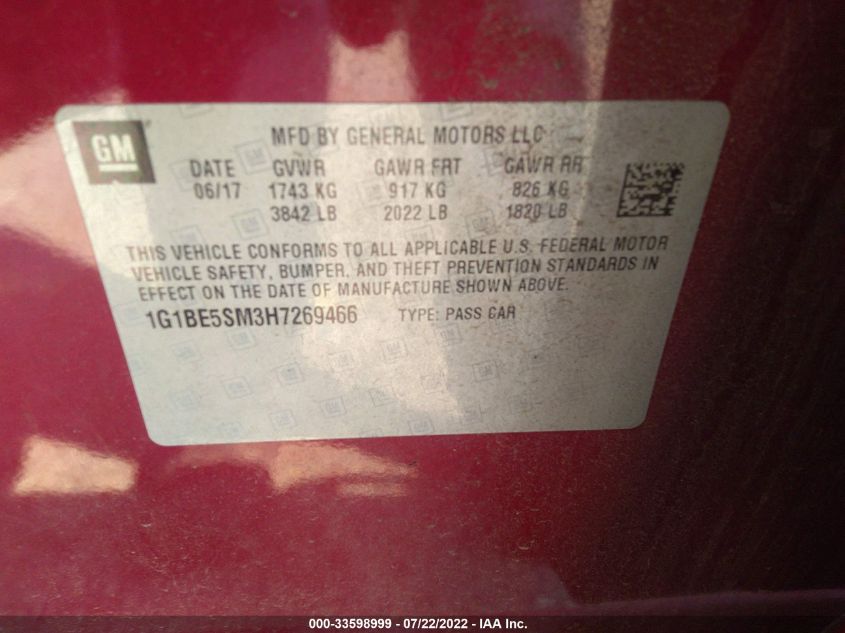 GM
MFD BY GENERAL MOTORS LLC
DATE GVWR GAWR FRT GAWR RR
06/17 1743 KG 917 KG 826 KG
3842 LB 2022 LB 1820 LB
THIS VEHICLE CONFORMS TO ALL APPLICABLE U.S. FEDERAL MOTOR
VEHICLE SAFETY, BUMPER, AND THEFT PREVENTION STANDARDS IN
EFFECT ON THE DATE OF MANUFACTURE SHOWN ABOVE.
1G1BE5SM3H7269466 TYPE: PASS CAR
000-33598999 - 07/22/2022 - IAA Inc.